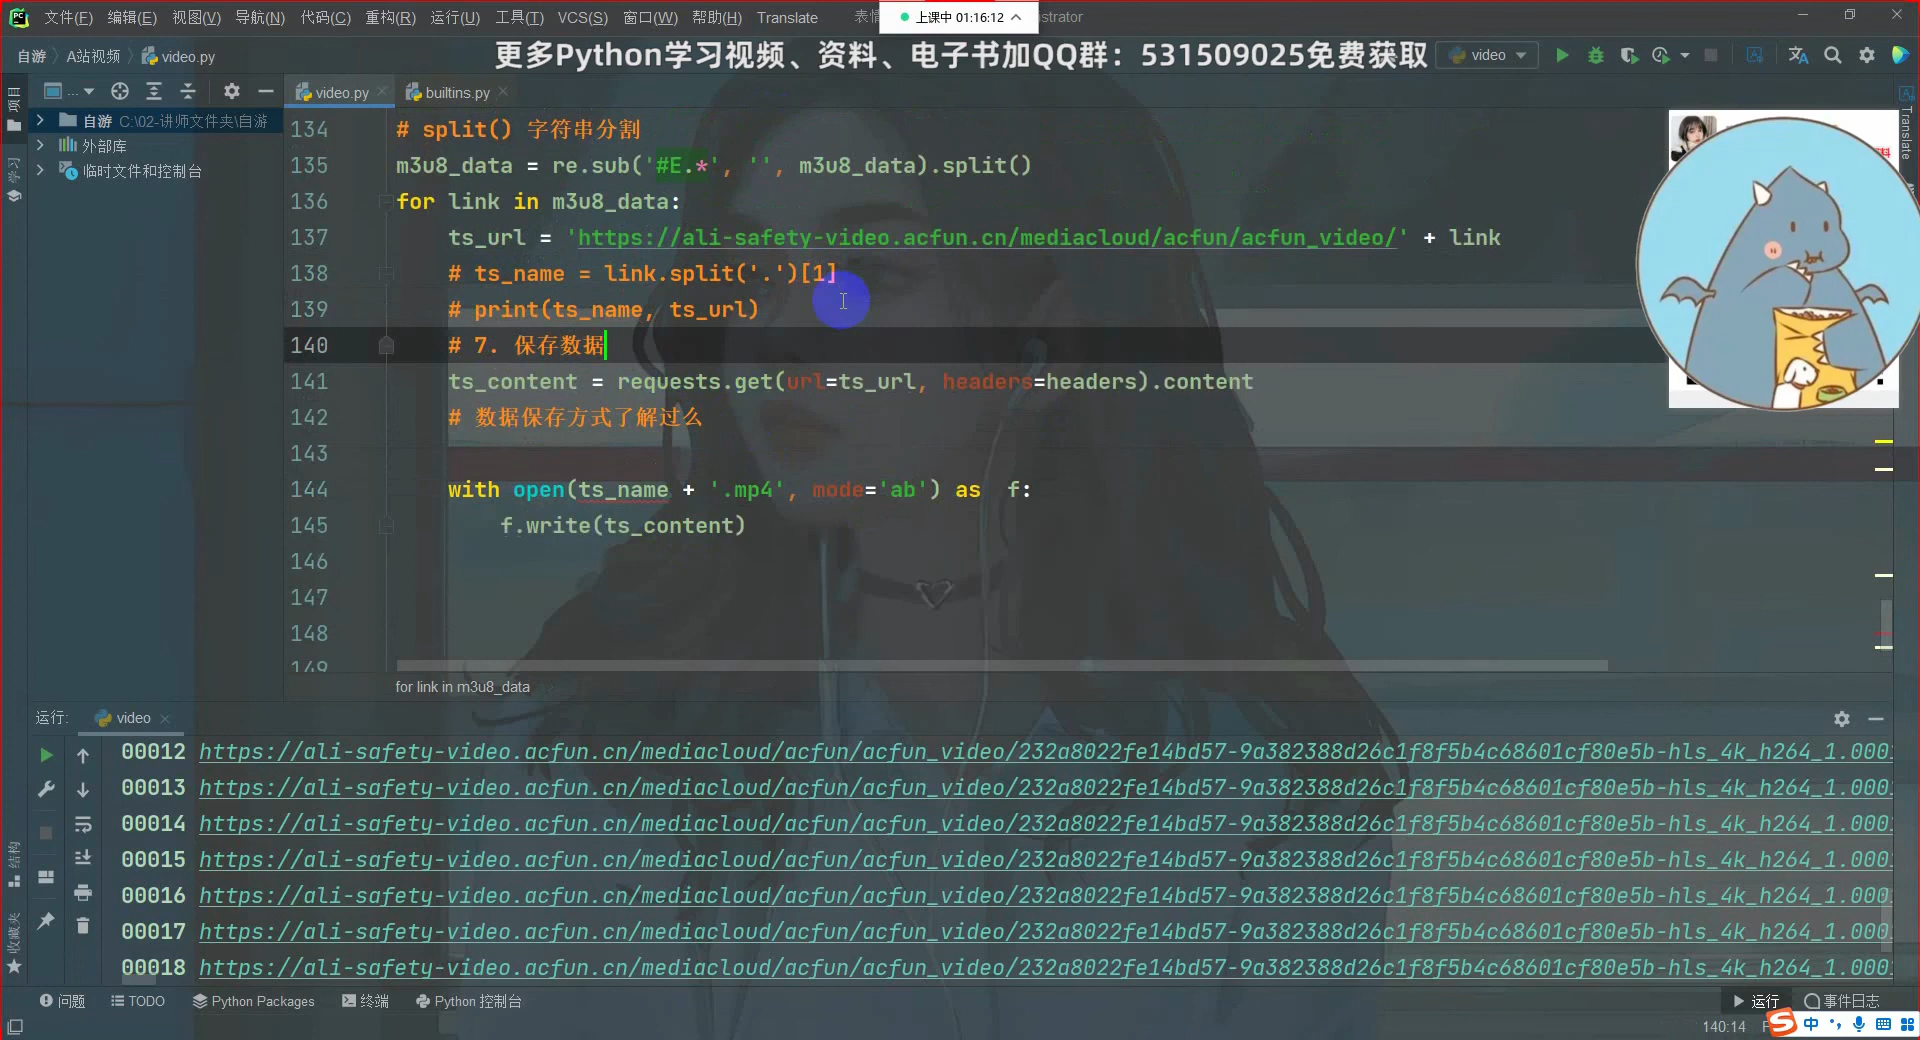 文件(F) 编辑(E) 视图(V) 导航(N) 代码(C) 重构(R) 运行(U) 工具(T) VCS(S) 窗口(W) 帮助(H) Translate
上课中 01:16:12
自游 A站视频 video.py
更多Python学习视频、资料、电子书加QQ群：531509025免费获取
video
项目
自游 C:\02-讲师文件夹\自游
外部库
临时文件和控制台
学习
video.py
builtins.py
Translate
134 # split() 字符串分割
135 m3u8_data = re.sub('#E.*', '', m3u8_data).split()
136 for link in m3u8_data:
137 ts_url = 'https://ali-safety-video.acfun.cn/mediacloud/acfun/acfun_video/' + link
138 # ts_name = link.split('.')[1]
139 # print(ts_name, ts_url)
140 # 7. 保存数据
141 ts_content = requests.get(url=ts_url, headers=headers).content
142 # 数据保存方式了解过么
143
144 with open(ts_name + '.mp4', mode='ab') as f:
145 f.write(ts_content)
146
147
148
149
for link in m3u8_data
运行: video
00012 https://ali-safety-video.acfun.cn/mediacloud/acfun/acfun_video/232a8022fe14bd57-9a382388d26c1f8f5b4c68601cf80e5b-hls_4k_h264_1.000
00013 https://ali-safety-video.acfun.cn/mediacloud/acfun/acfun_video/232a8022fe14bd57-9a382388d26c1f8f5b4c68601cf80e5b-hls_4k_h264_1.000
00014 https://ali-safety-video.acfun.cn/mediacloud/acfun/acfun_video/232a8022fe14bd57-9a382388d26c1f8f5b4c68601cf80e5b-hls_4k_h264_1.000
00015 https://ali-safety-video.acfun.cn/mediacloud/acfun/acfun_video/232a8022fe14bd57-9a382388d26c1f8f5b4c68601cf80e5b-hls_4k_h264_1.000
00016 https://ali-safety-video.acfun.cn/mediacloud/acfun/acfun_video/232a8022fe14bd57-9a382388d26c1f8f5b4c68601cf80e5b-hls_4k_h264_1.000
00017 https://ali-safety-video.acfun.cn/mediacloud/acfun/acfun_video/232a8022fe14bd57-9a382388d26c1f8f5b4c68601cf80e5b-hls_4k_h264_1.000
00018 https://ali-safety-video.acfun.cn/mediacloud/acfun/acfun_video/232a8022fe14bd57-9a382388d26c1f8f5b4c68601cf80e5b-hls_4k_h264_1.000
结构
收藏夹
问题 TODO Python Packages 终端 Python 控制台
运行 事件日志
140:14
中